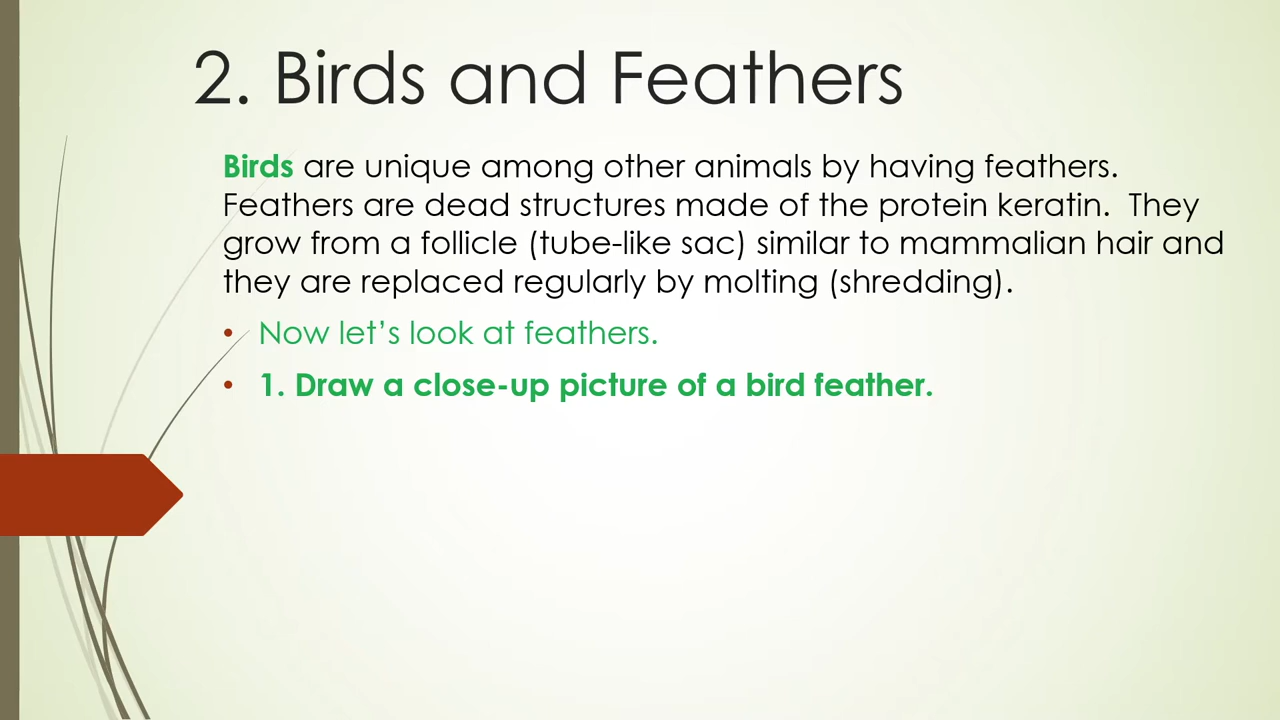 2. Birds and Feathers
Birds are unique among other animals by having feathers.
Feathers are dead structures made of the protein keratin.  They
grow from a follicle (tube-like sac) similar to mammalian hair and
they are replaced regularly by molting (shredding).
• Now let’s look at feathers.
• 1. Draw a close-up picture of a bird feather.